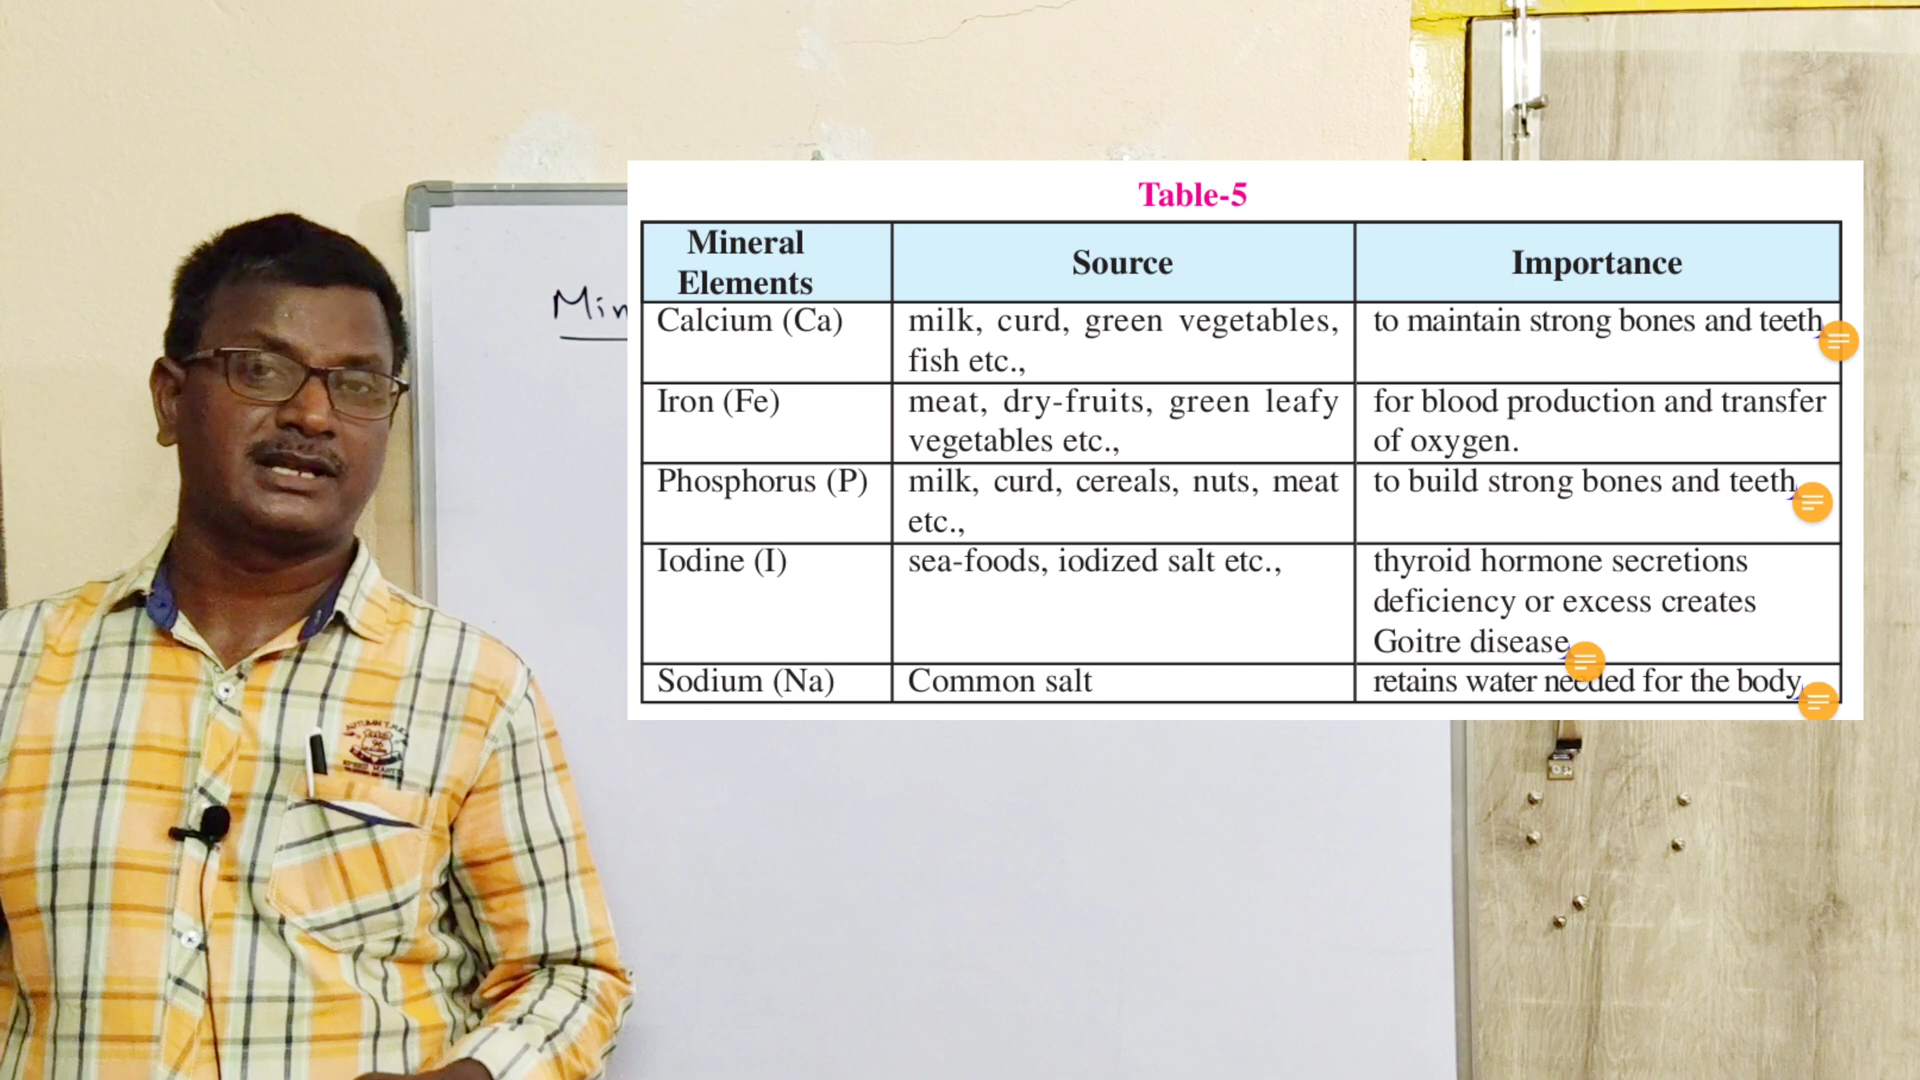 Table-5
Mineral
Elements
Source
Importance
Calcium (Ca)
milk, curd, green vegetables,
fish etc.,
to maintain strong bones and teeth
Iron (Fe)
meat, dry-fruits, green leafy
vegetables etc.,
for blood production and transfer
of oxygen.
Phosphorus (P)
milk, curd, cereals, nuts, meat
etc.,
to build strong bones and teeth
Iodine (I)
sea-foods, iodized salt etc.,
thyroid hormone secretions
deficiency or excess creates
Goitre disease
Sodium (Na)
Common salt
retains water needed for the body
Min